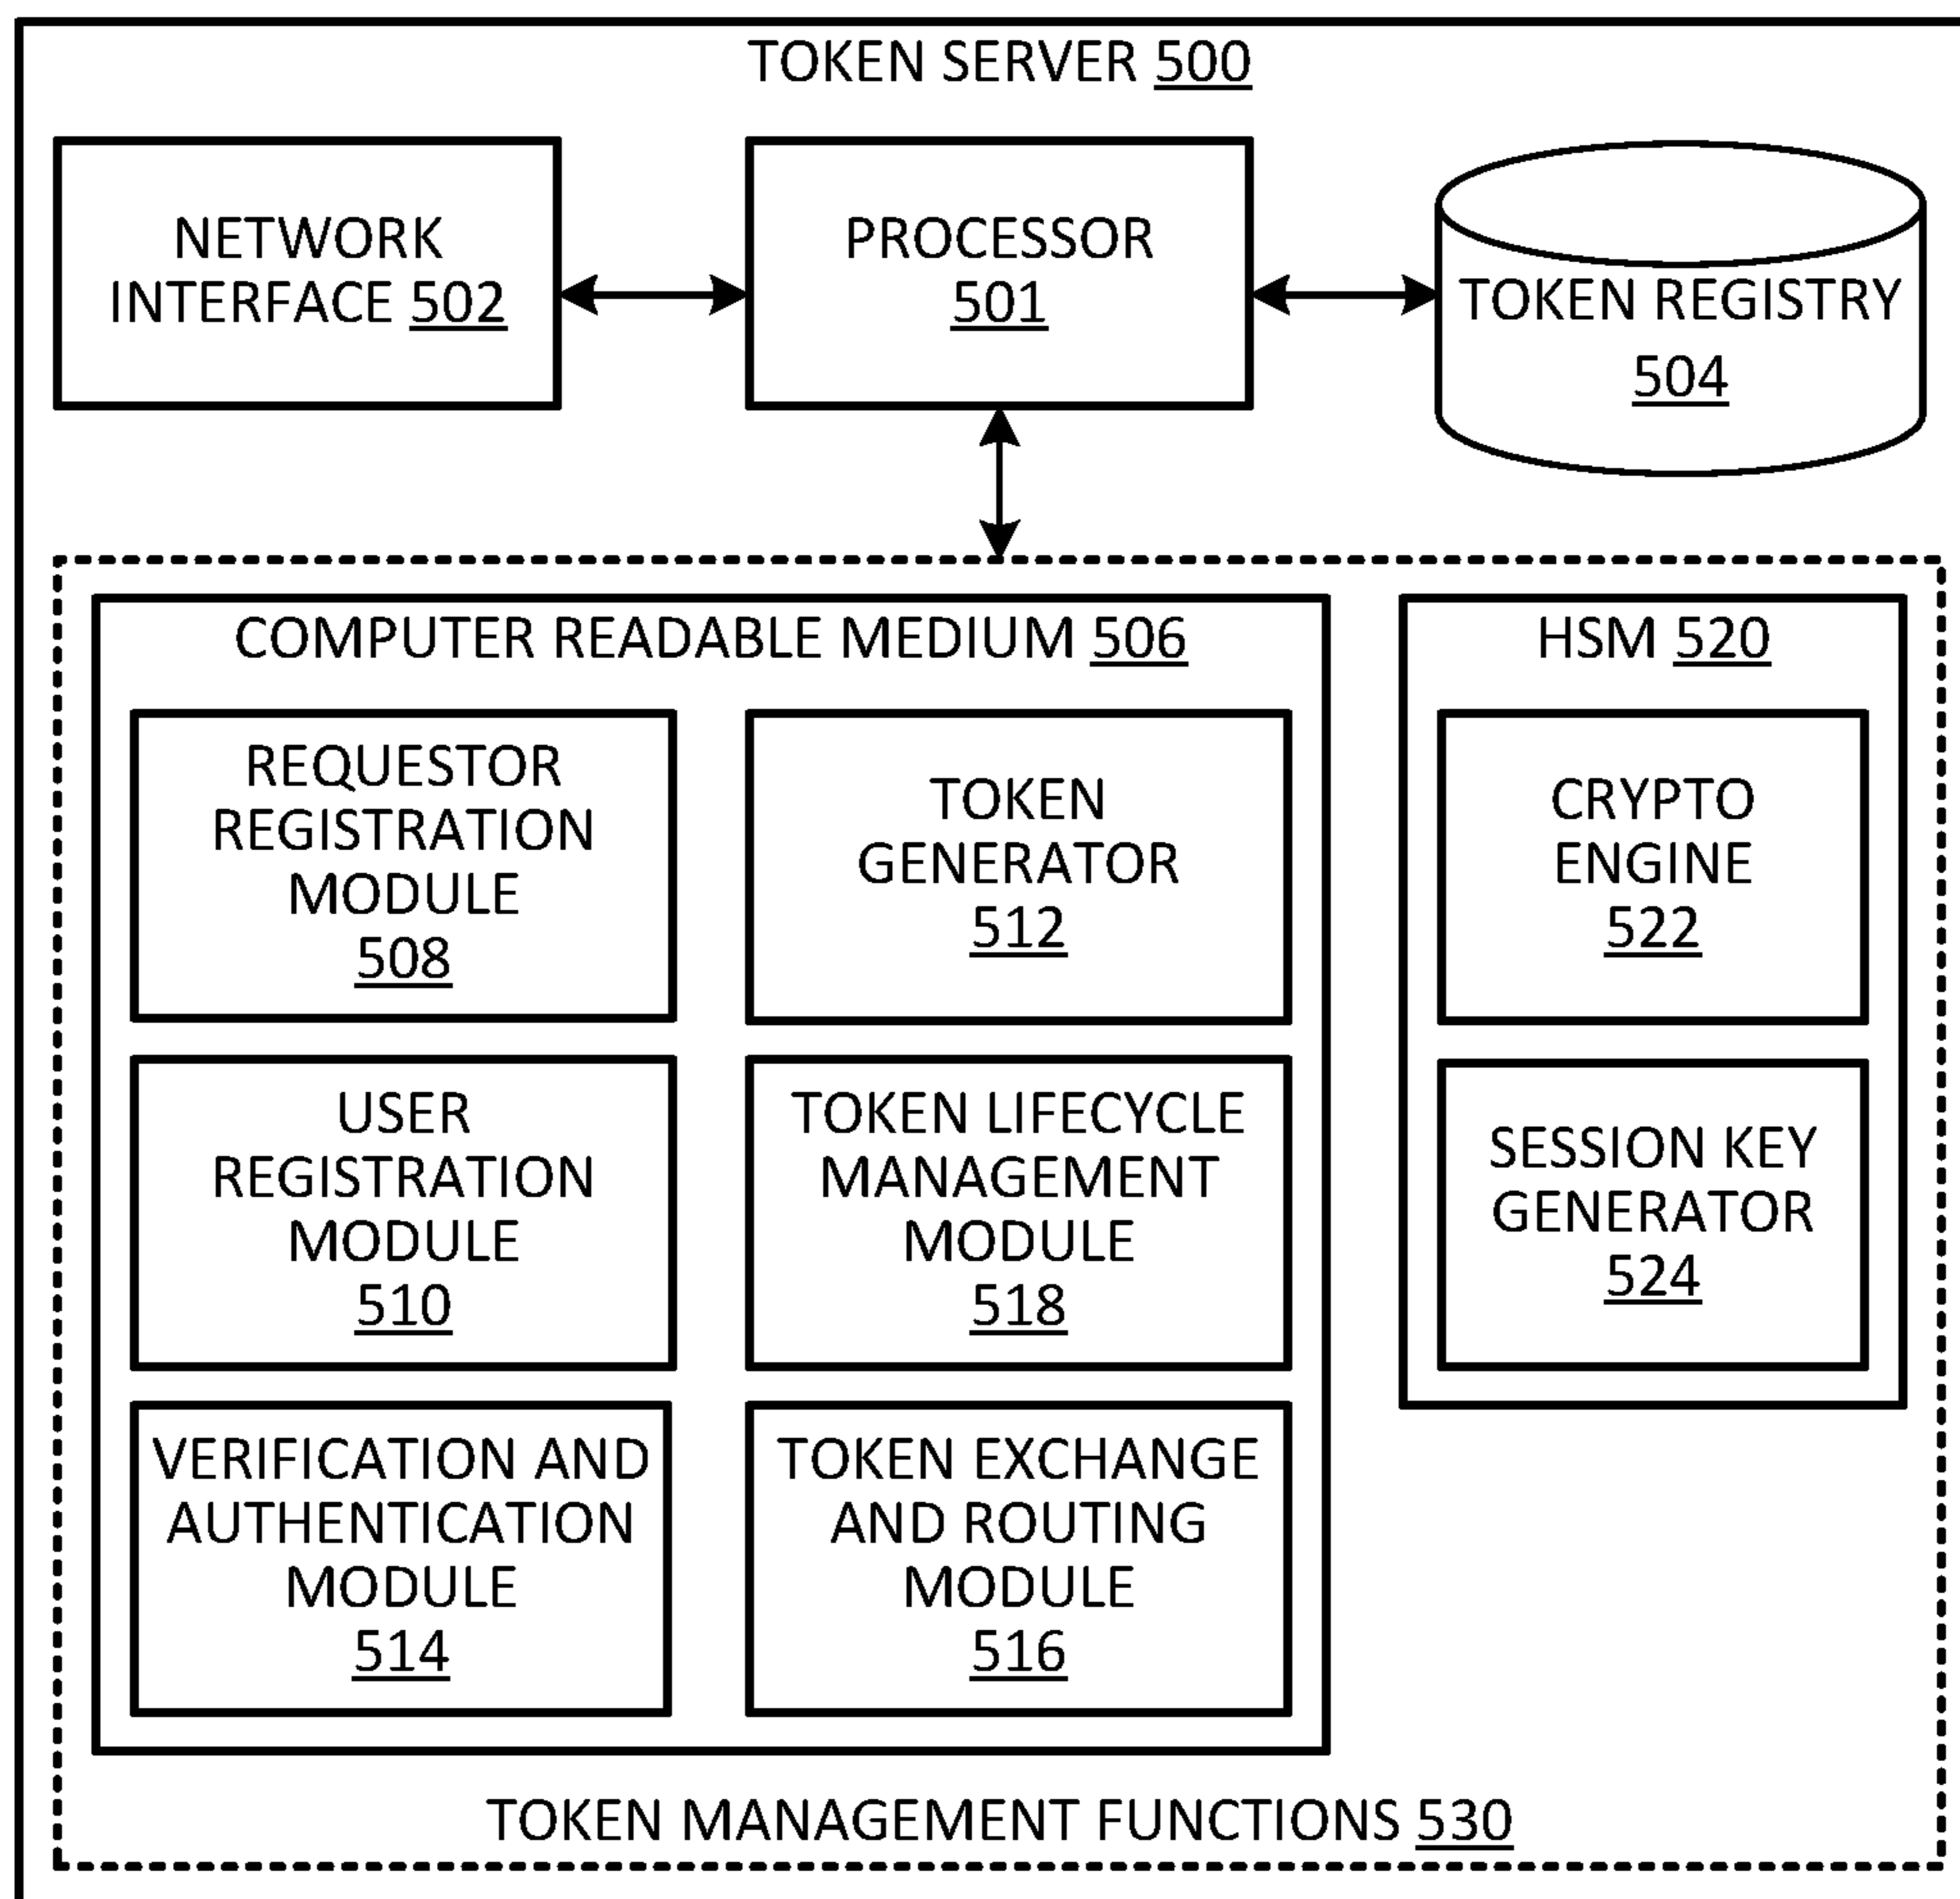 TOKEN SERVER 500
NETWORK
INTERFACE 502
PROCESSOR
501
TOKEN REGISTRY
504
COMPUTER READABLE MEDIUM 506
REQUESTOR
REGISTRATION
MODULE
508
TOKEN
GENERATOR
512
USER
REGISTRATION
MODULE
510
TOKEN LIFECYCLE
MANAGEMENT
MODULE
518
VERIFICATION AND
AUTHENTICATION
MODULE
514
TOKEN EXCHANGE
AND ROUTING
MODULE
516
HSM 520
CRYPTO
ENGINE
522
SESSION KEY
GENERATOR
524
TOKEN MANAGEMENT FUNCTIONS 530